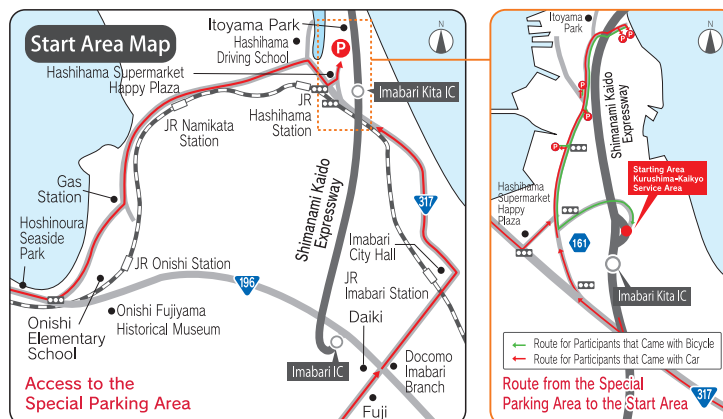 Start Area Map
Itoyama Park
Hashihama
Driving School
Hashihama Supermarket
Happy Plaza
P
N
Imabari Kita IC
JR
Hashihama
Station
JR Namikata
Station
Gas
Station
Hoshinoura
Seaside
Park
Shimanami Kaido
Expressway
317
Imabari
City Hall
JR Onishi Station
196
JR
Imabari Station
Onishi
Elementary
School
Onishi Fujiyama
Historical Museum
Daiki
Imabari IC
Docomo
Imabari
Branch
Fuji
Access to the
Special Parking Area
Itoyama
Park
N
P
P
P
P
P
Shimanami Kaido
Expressway
Starting Area
Kurushima-Kaikyo
Service Area
Hashihama
Supermarket
Happy
Plaza
161
Imabari Kita IC
Route for Participants that Came with Bicycle
Route for Participants that Came with Car
Route from the Special
Parking Area to the Start Area
317